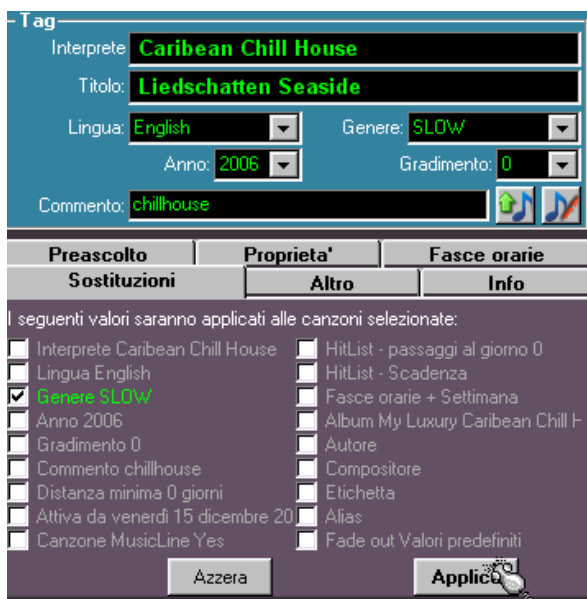 Tag
Interprete Caribean Chill House
Titolo: Liedschatten Seaside
Lingua: English Genere: SLOW
Anno: 2006 Gradimento: 0
Commento: chillhouse
Preascolto Proprieta' Fasce orarie
Sostituzioni Altro Info
I seguenti valori saranno applicati alle canzoni selezionate:
Interprete Caribean Chill House HitList - passaggi al giorno 0
Lingua English HitList - Scadenza
Genere SLOW Fasce orarie + Settimana
Anno 2006 Album My Luxury Caribean Chill H
Gradimento 0 Autore
Commento chillhouse Compositore
Distanza minima 0 giorni Etichetta
Attiva da venerdì 15 dicembre 20 Alias
Canzone MusicLine Yes Fade out Valori predefiniti
Azzera Applica